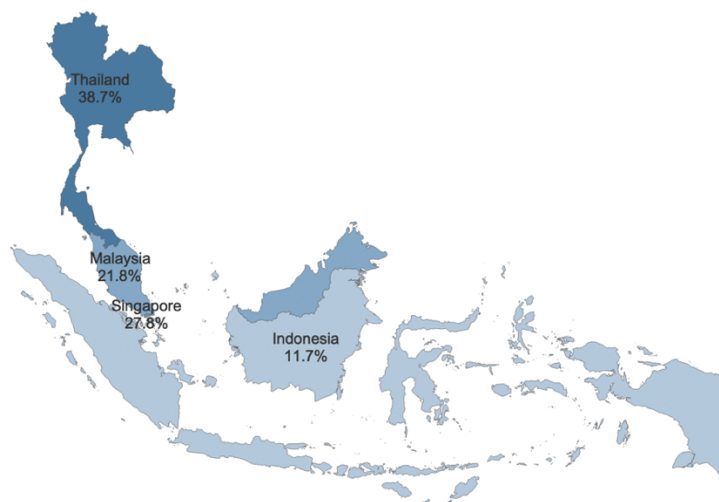 Thailand
38.7%
Malaysia
21.8%
Singapore
27.8%
Indonesia
11.7%